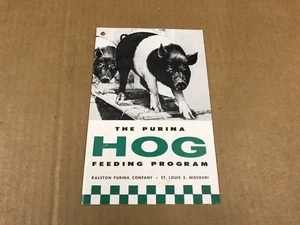 THE PURINA
HOG
FEEDING PROGRAM
RALSTON PURINA COMPANY • ST. LOUIS 2, MISSOURI